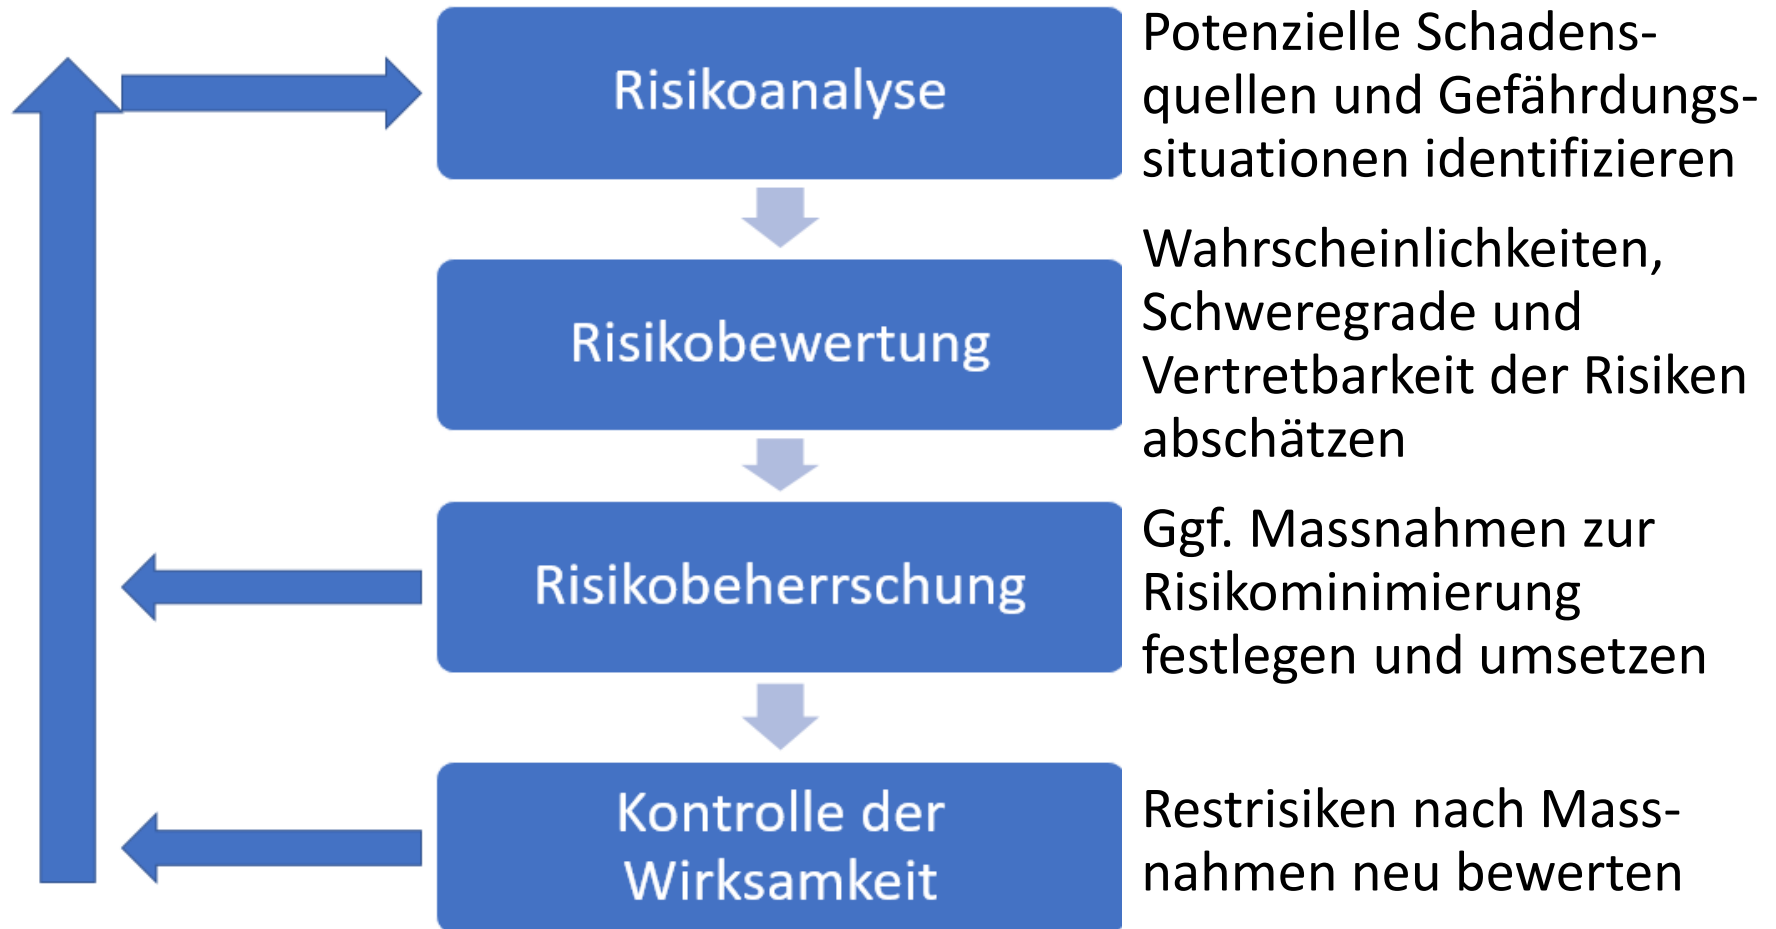 Risikoanalyse
Potenzielle Schadens-
quellen und Gefährdungs-
situationen identifizieren
Risikobewertung
Wahrscheinlichkeiten,
Schweregrade und
Vertretbarkeit der Risiken
abschätzen
Risikobeherrschung
Ggf. Massnahmen zur
Risikominimierung
festlegen und umsetzen
Kontrolle der
Wirksamkeit
Restrisiken nach Mass-
nahmen neu bewerten